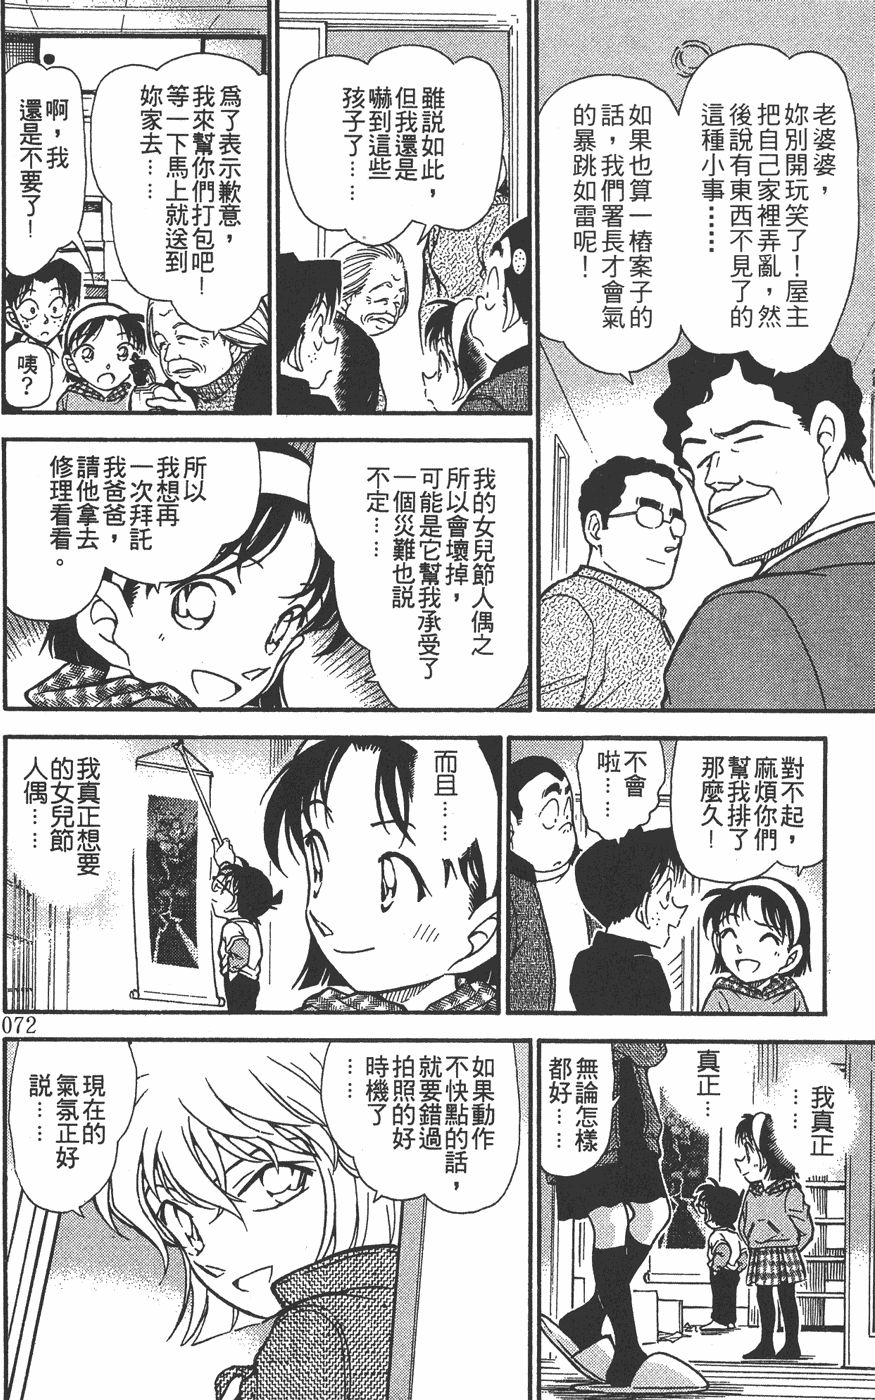 老婆婆，
妳別開玩笑了！屋主
把自己家裡弄亂，然
後說有東西不見了的
這種小事……
如果也算一樁案子的
話，我們署長才會氣
的暴跳如雷呢！
雖說如此，
但我還是
嚇到這些
孩子了……
為了表示歉意，
我來幫你們打包吧！
等一下馬上就送到
妳家去……
啊，我
還是不要了！
咦？
我的女兒節人偶之
所以會壞掉，
可能是它幫我承受了
一個災難也說
不定……
所以
我想再
一次拜託
我爸爸，
請他拿去
修理看看。
對不起，
麻煩你們
幫我排了
那麼久！
不會
啦……
而且……
我真正想要
的女兒節
人偶……
072
我真正
……
真正…
無論怎樣
都好……
如果動作
不快點的話，
就要錯過
拍照的好
時機了
……
現在的
氣氛正好
說……